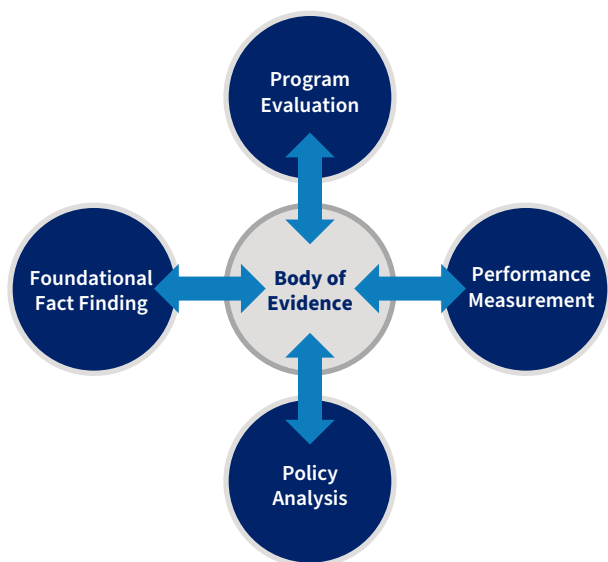 Program
Evaluation
Foundational
Fact Finding
Body of
Evidence
Performance
Measurement
Policy
Analysis